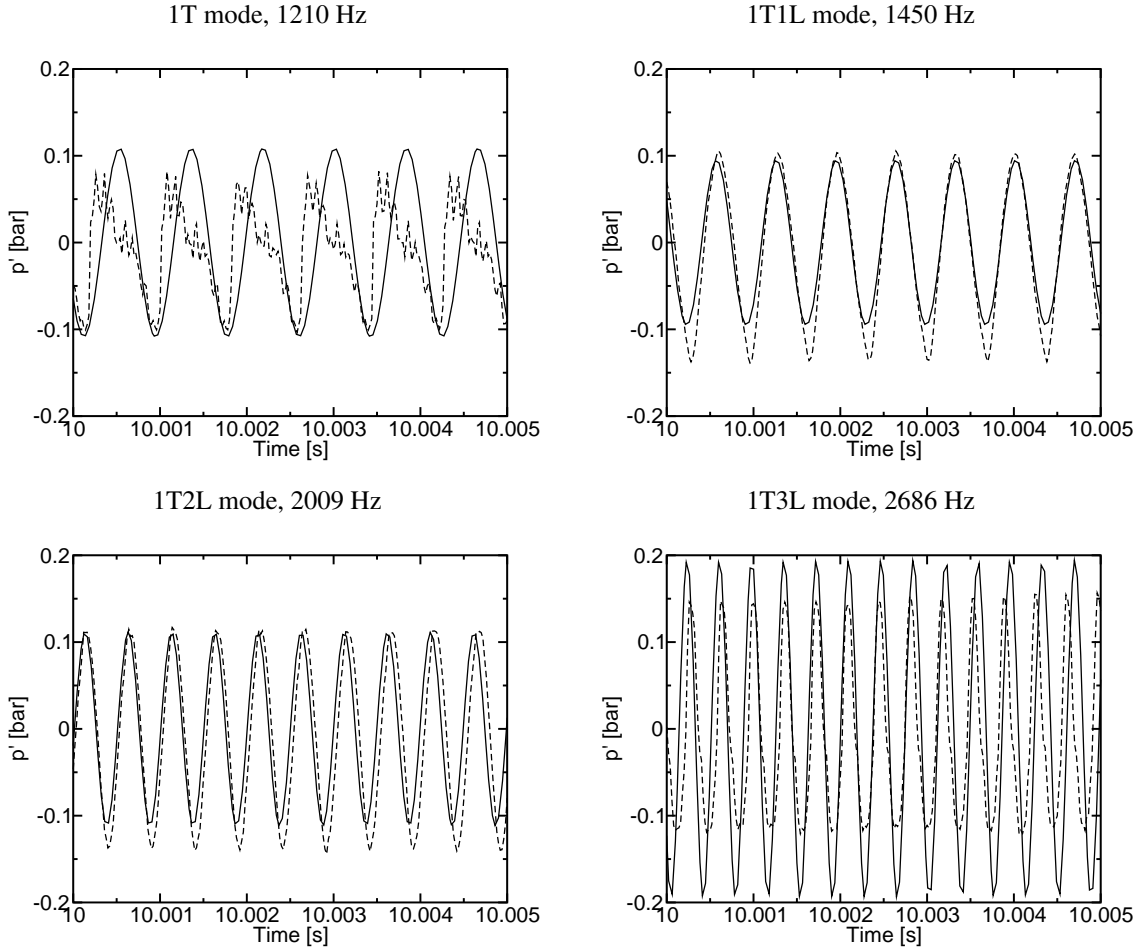 1T mode, 1210 Hz
1T1L mode, 1450 Hz
0.2
0.1
0
-0.1
-0.2
p' [bar]
10 10.001 10.002 10.003 10.004 10.005
Time [s]
0.2
0.1
0
-0.1
-0.2
p' [bar]
10 10.001 10.002 10.003 10.004 10.005
Time [s]
1T2L mode, 2009 Hz
1T3L mode, 2686 Hz
0.2
0.1
0
-0.1
-0.2
p' [bar]
10 10.001 10.002 10.003 10.004 10.005
Time [s]
0.2
0.1
0
-0.1
-0.2
p' [bar]
10 10.001 10.002 10.003 10.004 10.005
Time [s]